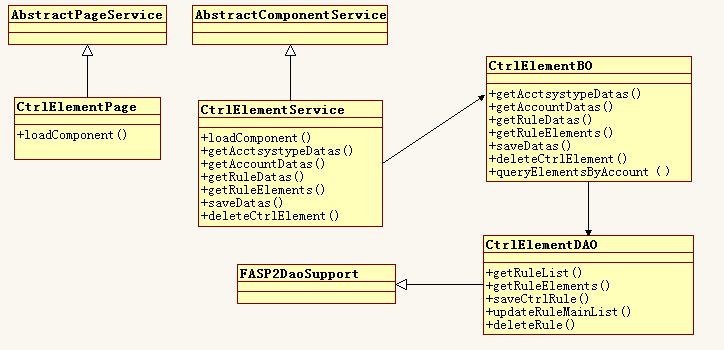 AbstractPageService
AbstractComponentService
CtrlElementPage
+loadComponent()
CtrlElementService
+loadComponent()
+getAcctsystypeDatas()
+getAccountDatas()
+getRuleDatas()
+getRuleElements()
+saveDatas()
+deleteCtrlElement()
CtrlElementBO
+getAcctsystypeDatas()
+getAccountDatas()
+getRuleDatas()
+getRuleElements()
+saveDatas()
+deleteCtrlElement()
+queryElementsByAccount ()
FASP2DaoSupport
CtrlElementDAO
+getRuleList()
+getRuleElements()
+saveCtrlRule()
+updateRuleMainList()
+deleteRule()